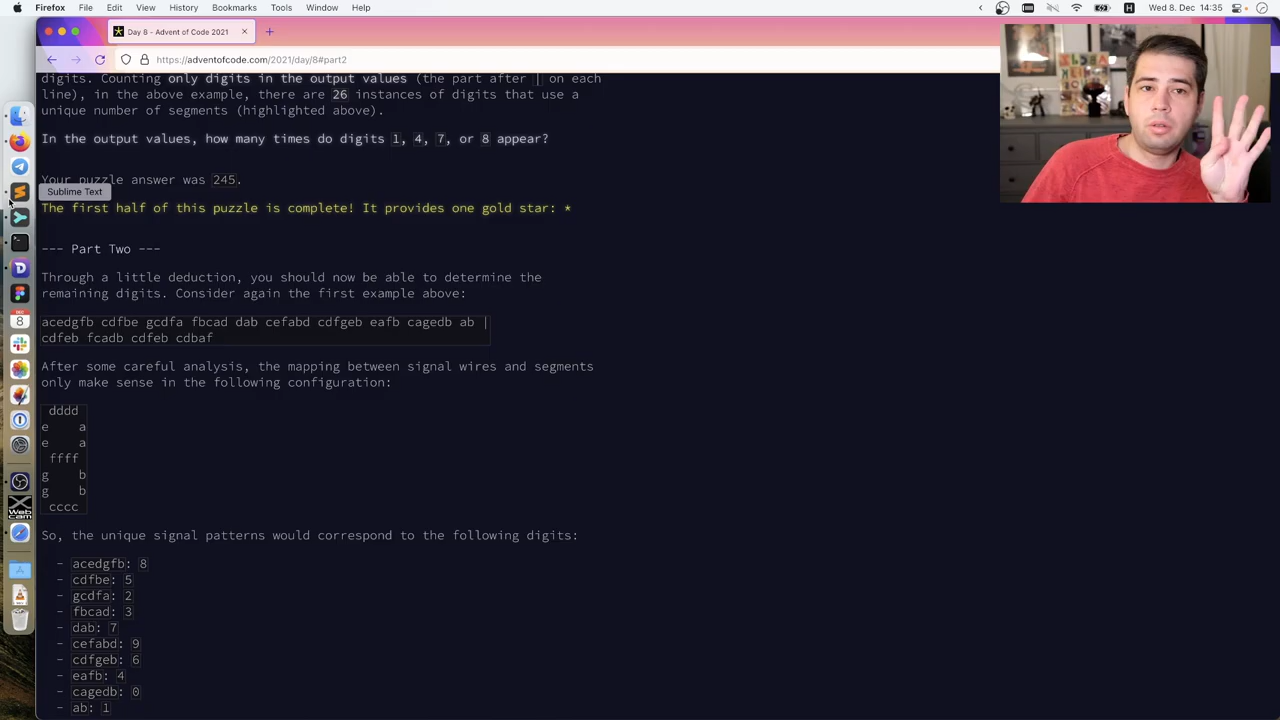 Firefox File Edit View History Bookmarks Tools Window Help
H
Wed 8. Dec 14:35
Day 8 - Advent of Code 2021
https://adventofcode.com/2021/day/8#part2
digits. Counting only digits in the output values (the part after | on each
line), in the above example, there are 26 instances of digits that use a
unique number of segments (highlighted above).
In the output values, how many times do digits 1, 4, 7, or 8 appear?
Your puzzle answer was 245.
Sublime Text
The first half of this puzzle is complete! It provides one gold star: *
--- Part Two ---
Through a little deduction, you should now be able to determine the
remaining digits. Consider again the first example above:
acedgfb cdfbe gcdfa fbcad dab cefabd cdfgeb eafb cagedb ab |
cdfeb fcadb cdfeb cdbaf
After some careful analysis, the mapping between signal wires and segments
only make sense in the following configuration:
dddd
e a
e a
ffff
g b
g b
cccc
So, the unique signal patterns would correspond to the following digits:
- acedgfb: 8
- cdfbe: 5
- gcdfa: 2
- fbcad: 3
- dab: 7
- cefabd: 9
- cdfgeb: 6
- eafb: 4
- cagedb: 0
- ab: 1
DEC
8
Web
cam